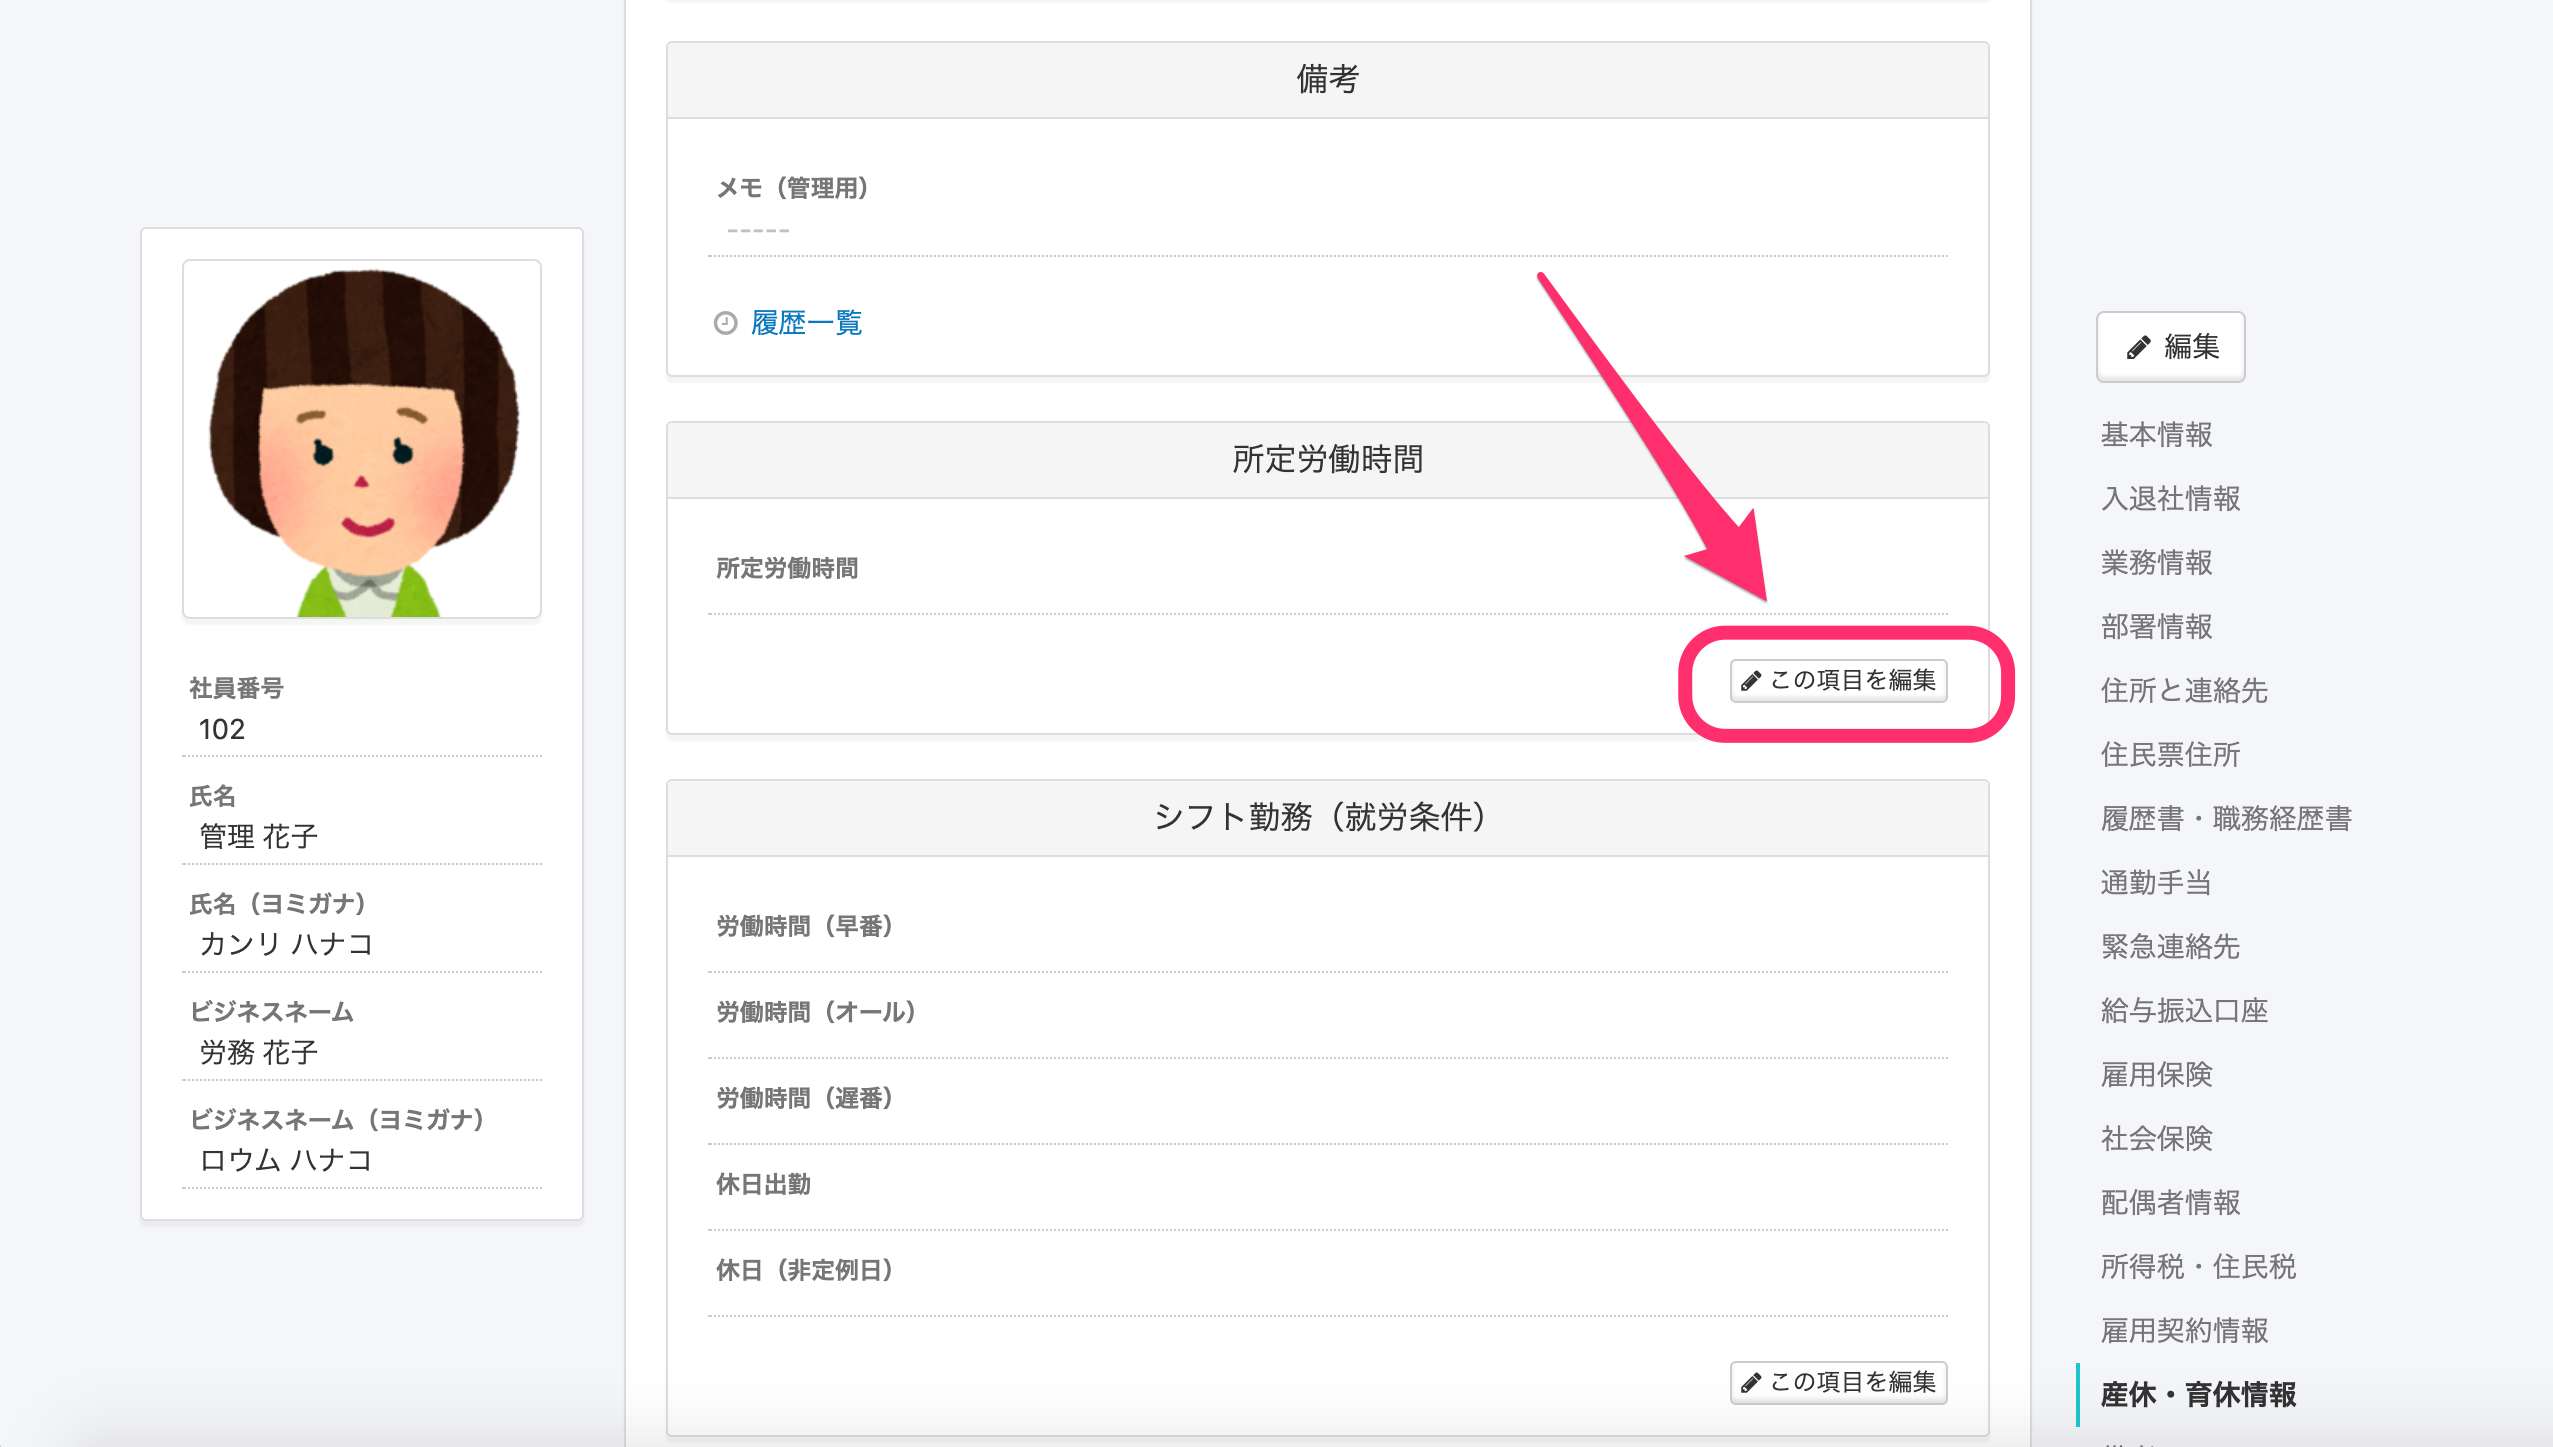 社員番号
102
氏名
管理 花子
氏名（ヨミガナ）
カンリ ハナコ
ビジネスネーム
労務 花子
ビジネスネーム（ヨミガナ）
ロウム ハナコ
備考
メモ（管理用）
-----
履歴一覧
所定労働時間
所定労働時間
この項目を編集
シフト勤務（就労条件）
労働時間（早番）
労働時間（オール）
労働時間（遅番）
休日出勤
休日（非定例日）
この項目を編集
編集
基本情報
入退社情報
業務情報
部署情報
住所と連絡先
住民票住所
履歴書・職務経歴書
通勤手当
緊急連絡先
給与振込口座
雇用保険
社会保険
配偶者情報
所得税・住民税
雇用契約情報
産休・育休情報